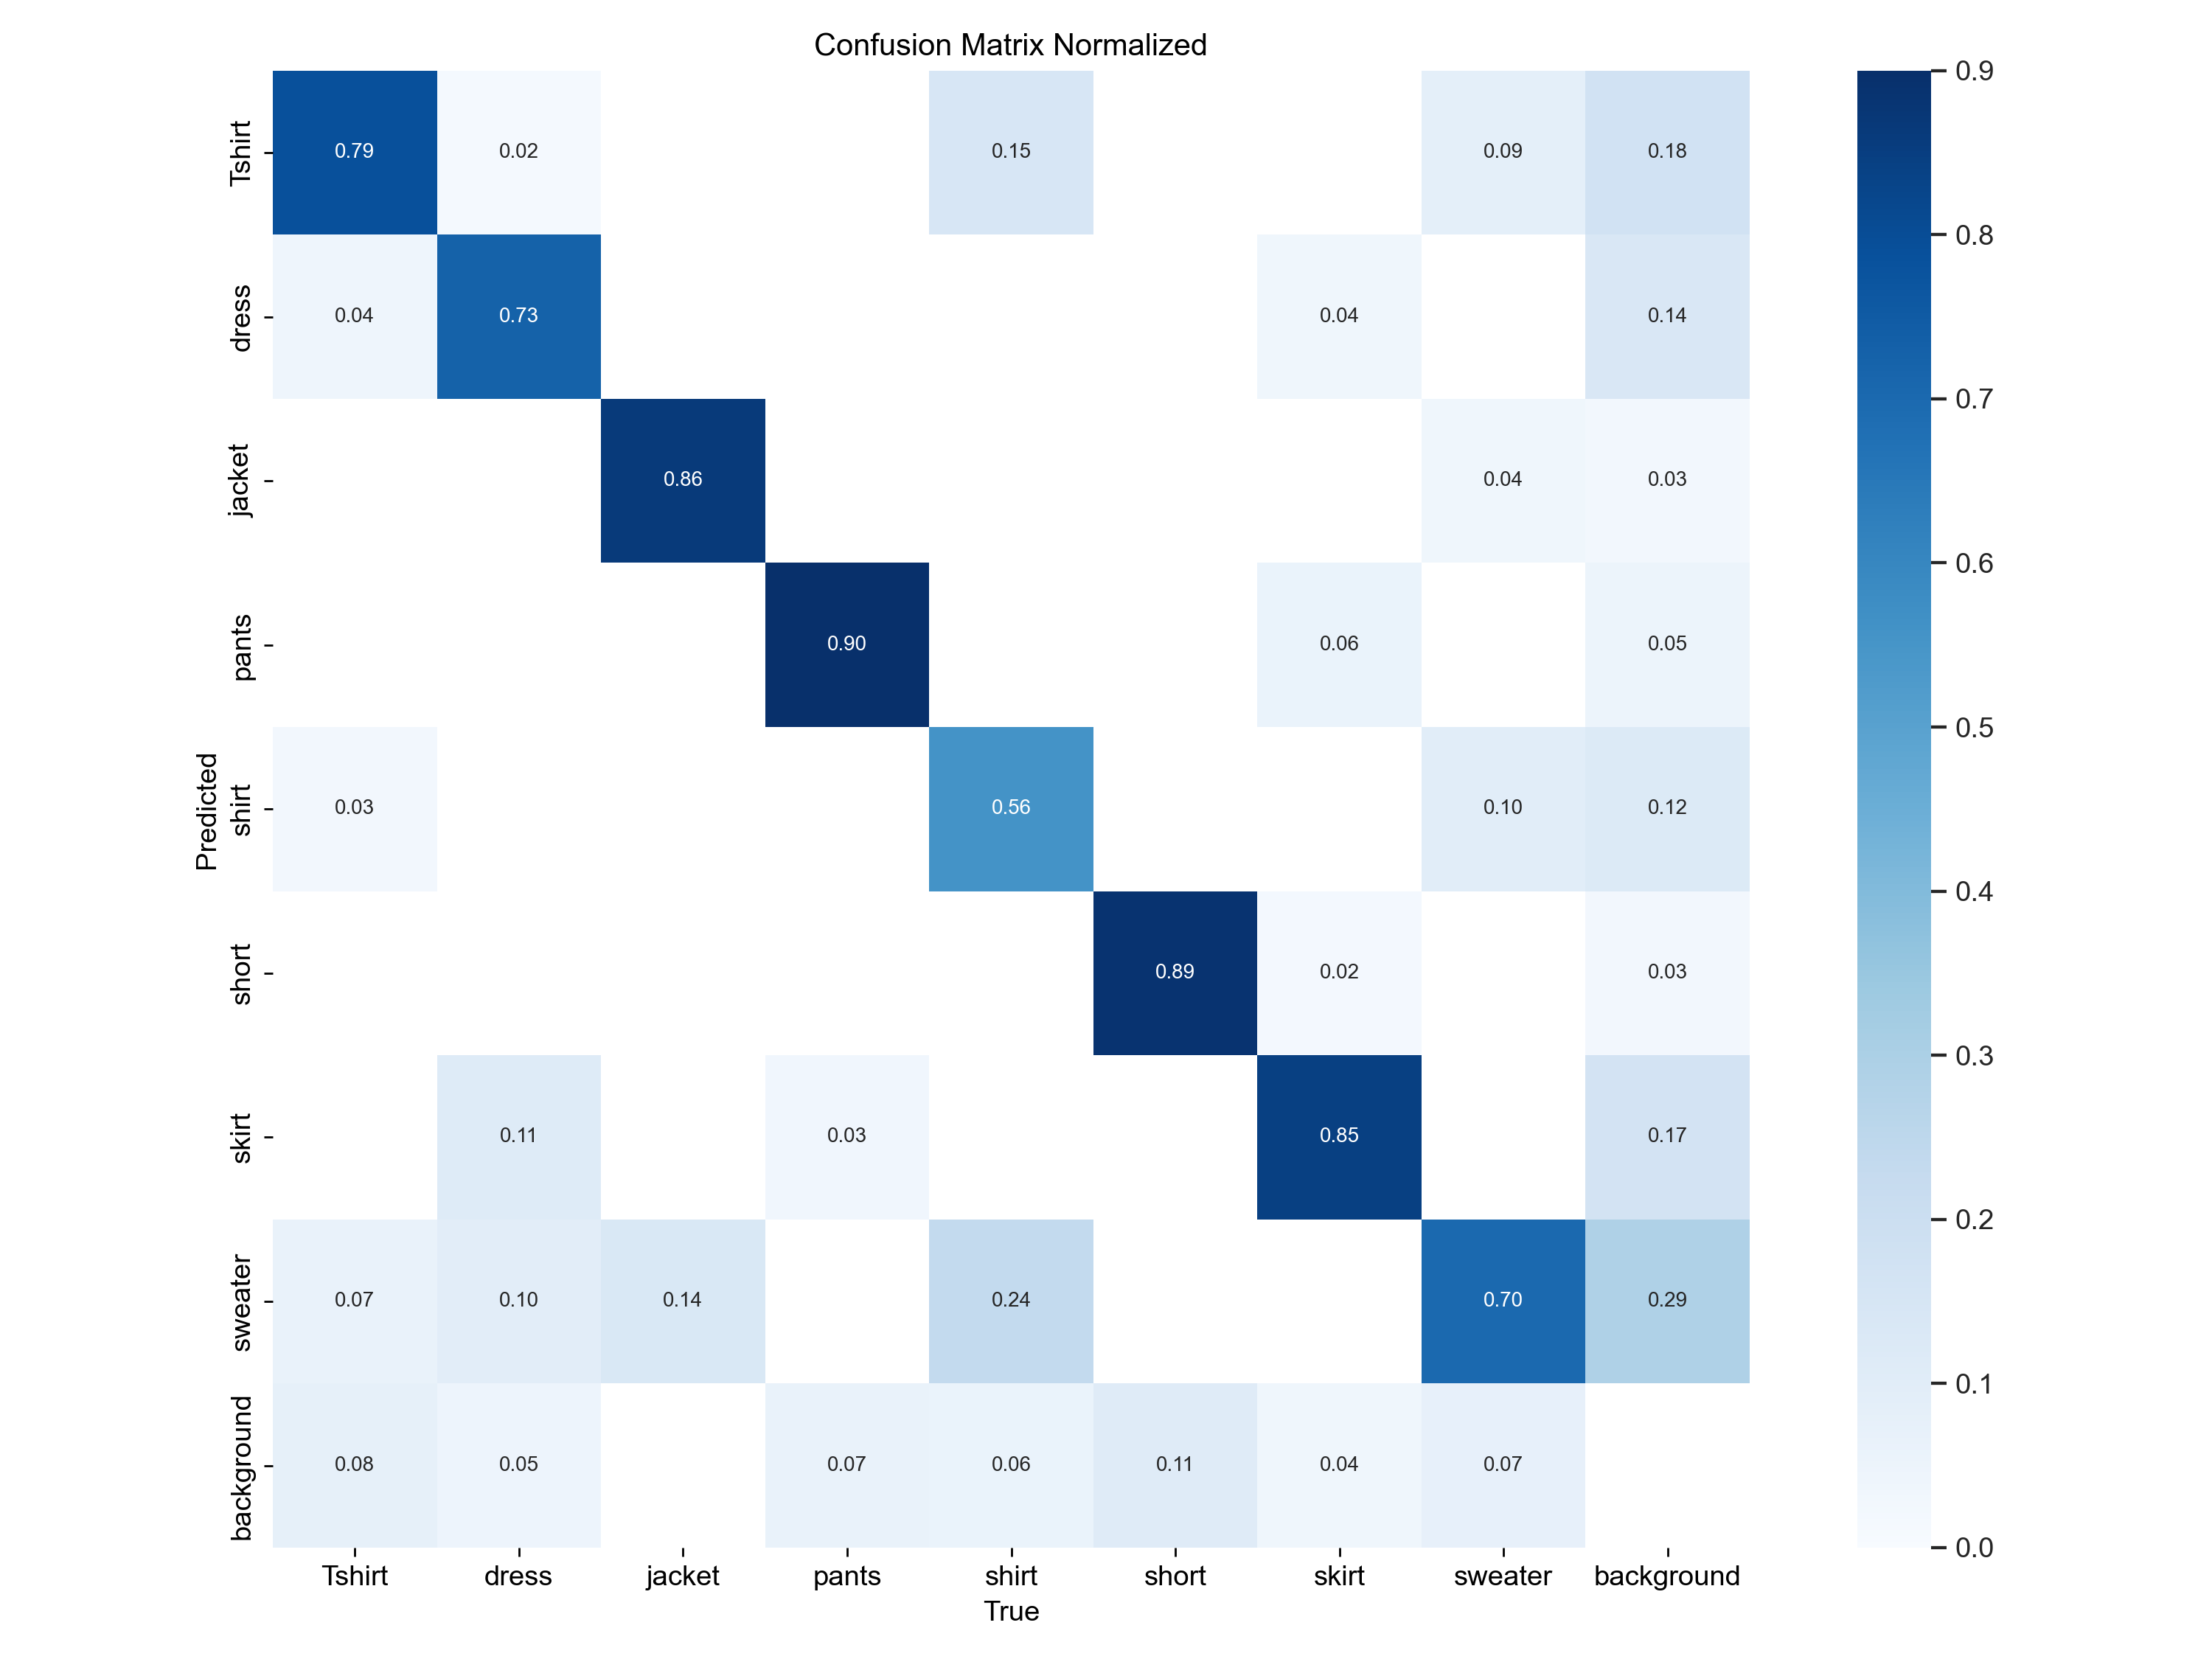 Confusion Matrix Normalized
Tshirt 0.79 0.02 0.15 0.09 0.18
dress 0.04 0.73 0.04 0.14
jacket 0.86 0.04 0.03
pants 0.90 0.06 0.05
Predicted
shirt 0.03 0.56 0.10 0.12
short 0.89 0.02 0.03
skirt 0.11 0.03 0.85 0.17
sweater 0.07 0.10 0.14 0.24 0.70 0.29
background 0.08 0.05 0.07 0.06 0.11 0.04 0.07
Tshirt dress jacket pants shirt short skirt sweater background
True
0.9
0.8
0.7
0.6
0.5
0.4
0.3
0.2
0.1
0.0